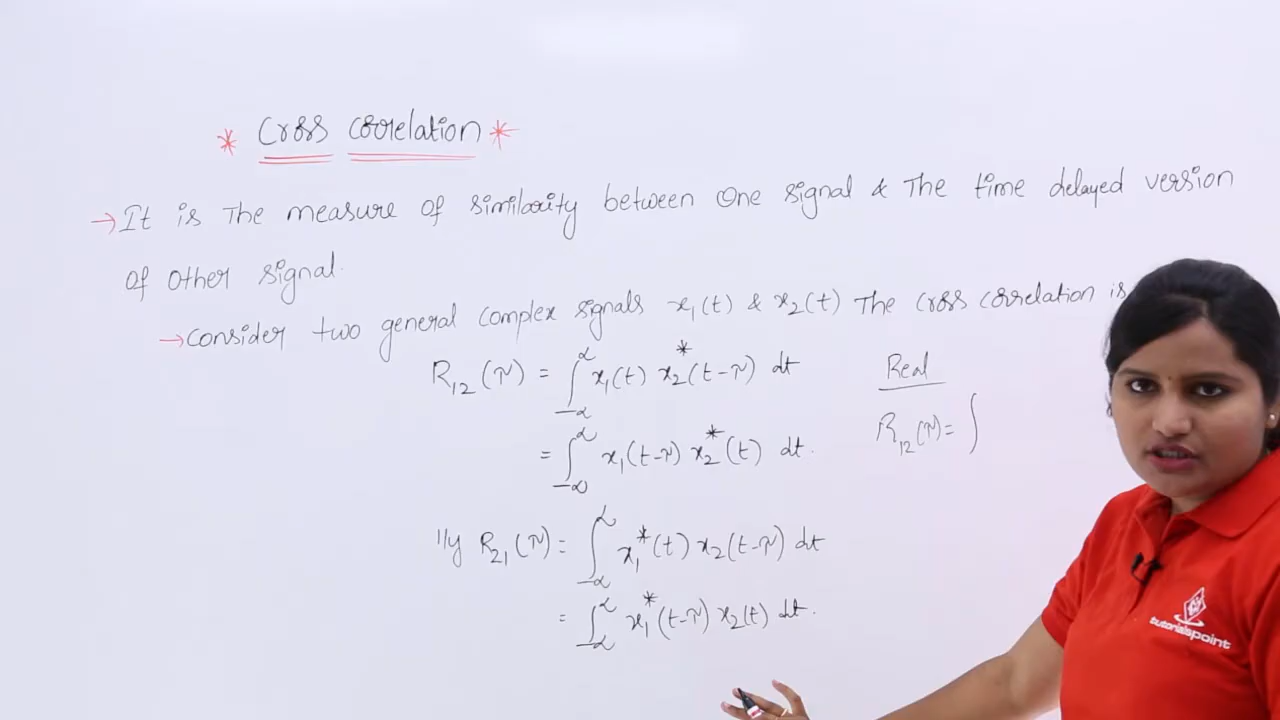 * Cross correlation *
→ It is The measure of similarity between One signal & The time delayed version
of other signal.
→ Consider two general complex signals x₁(t) & x₂(t) The cross correlation is
R₁₂(τ) = ∫_{-∞}^{∞} x₁(t) x₂*(t-τ) dt
= ∫_{-∞}^{∞} x₁(t-τ) x₂*(t) dt.
Real
R₁₂(τ) = ∫
lly R₂₁(τ) = ∫_{-∞}^{∞} x₁*(t) x₂(t-τ) dt
= ∫_{-∞}^{∞} x₁*(t-τ) x₂(t) dt.
tutorialspoint